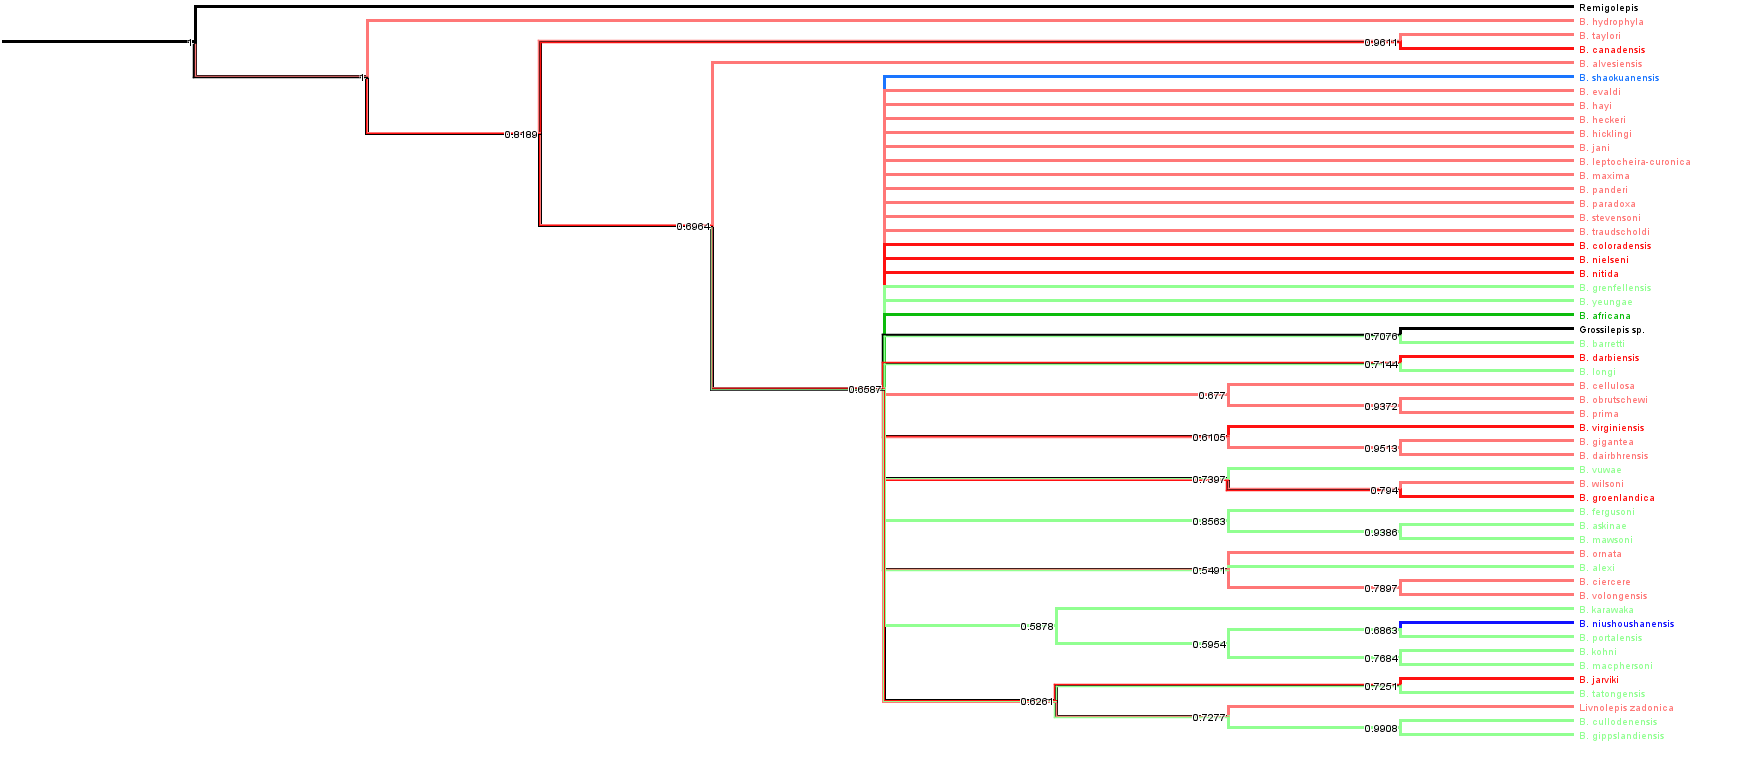 Remigolepis
B. hydrophyla
B. taylori
0.9611
B. canadensis
B. alvesiensis
1
1
B. shaokuanensis
B. evaldi
B. hayi
B. heckeri
0.8189
B. hicklingi
B. jani
B. leptocheira-curonica
B. maxima
B. panderi
B. paradoxa
B. stevensoni
0.6964
B. traudscholdi
B. coloradensis
B. nielseni
B. nitida
B. grenfellensis
B. yeungae
B. africana
Grossilepis sp.
0.7076
B. barretti
B. darbiensis
0.7144
B. longi
B. cellulosa
0.6587
0.677
B. obrutschewi
0.9372
B. prima
B. virginiensis
0.6105
B. gigantea
0.9513
B. dairbhrensis
B. vuwae
0.7397
B. wilsoni
0.794
B. groenlandica
B. fergusoni
0.8563
B. askinae
0.9386
B. mawsoni
B. ornata
B. alexi
0.5491
B. ciercere
0.7897
B. volongensis
B. karawaka
B. niushoushanensis
0.5878
0.6863
B. portalensis
0.5954
B. kohni
0.7684
B. macphersoni
B. jarviki
0.7251
B. tatongensis
0.6261
Livnolepis zadonica
0.7277
B. cullodenensis
0.9908
B. gippslandiensis